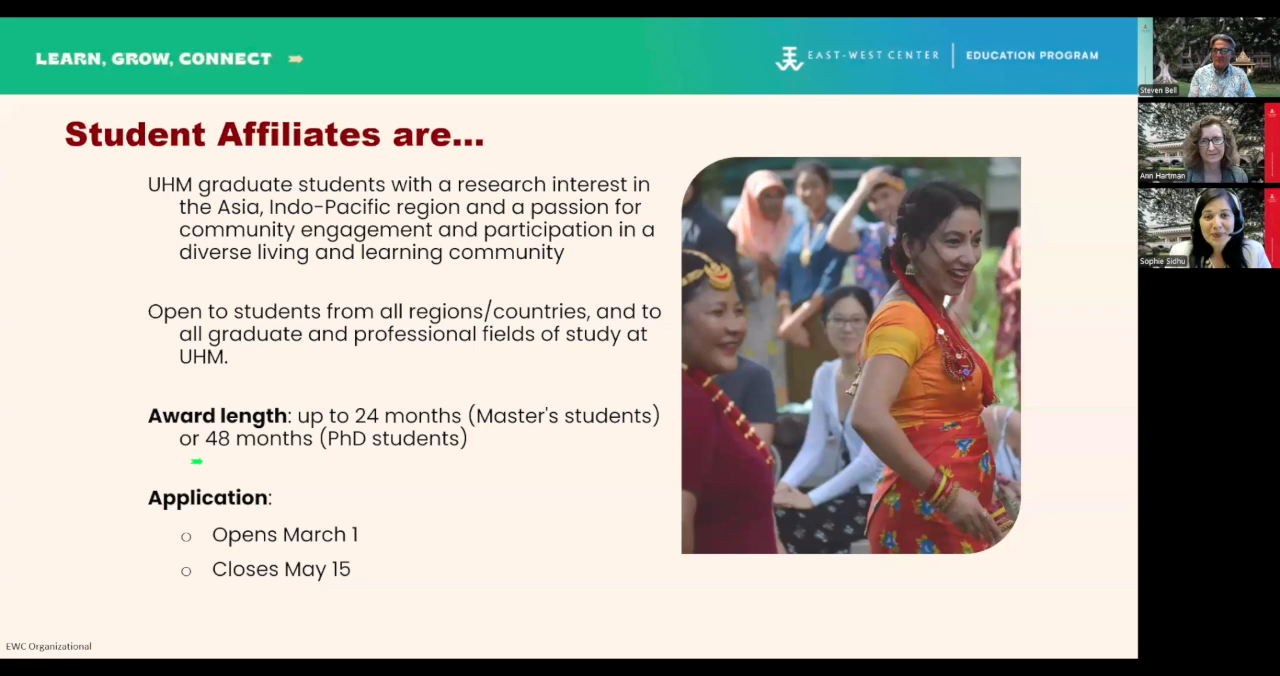 LEARN, GROW, CONNECT
EAST-WEST CENTER
EDUCATION PROGRAM
Student Affiliates are...
UHM graduate students with a research interest in
the Asia, Indo-Pacific region and a passion for
community engagement and participation in a
diverse living and learning community
Open to students from all regions/countries, and to
all graduate and professional fields of study at
UHM.
Award length: up to 24 months (Master's students)
or 48 months (PhD students)
Application:
Opens March 1
Closes May 15
EWC Organizational
Steven Bell
Ann Hartman
Sophie Sidhu